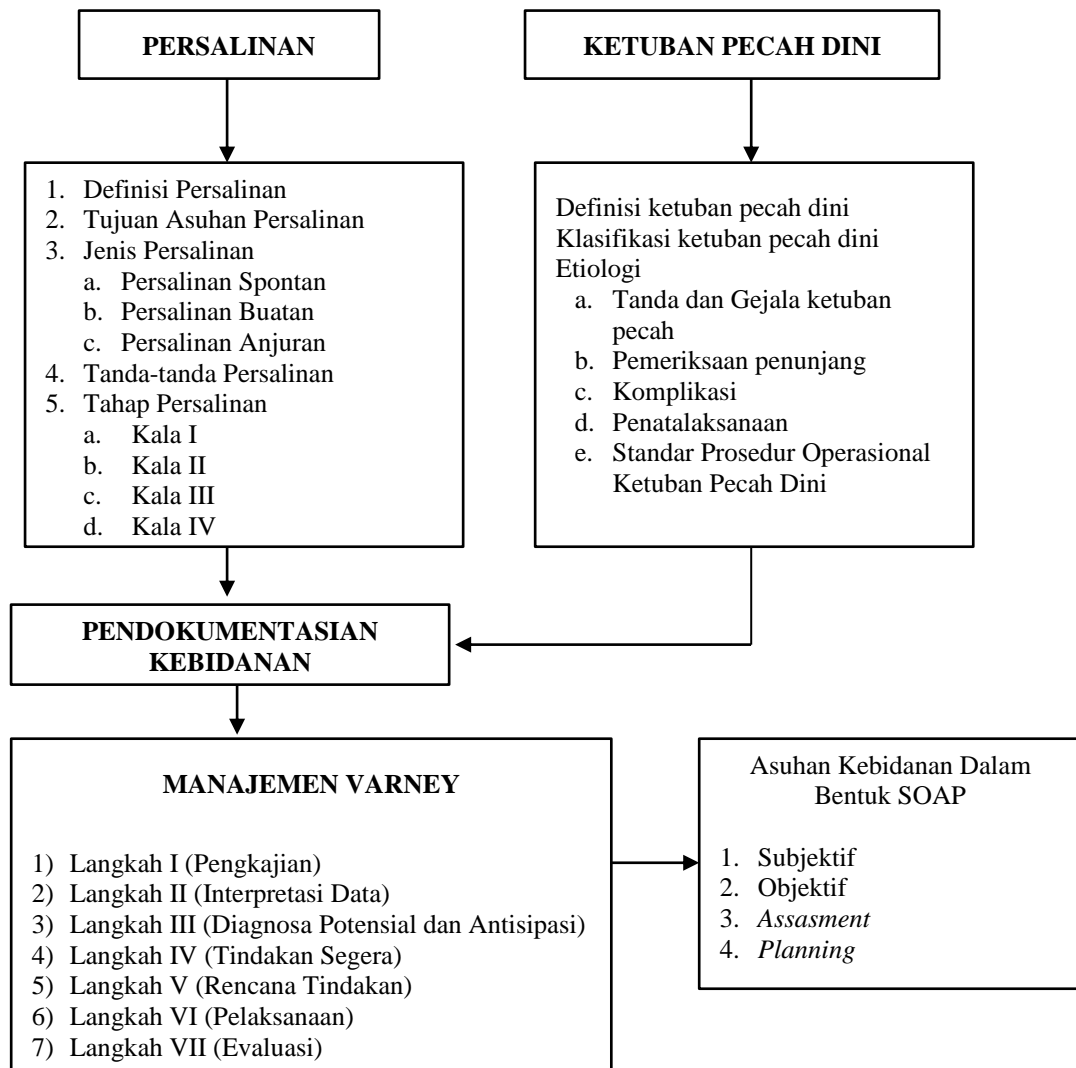 PERSALINAN
KETUBAN PECAH DINI
1. Definisi Persalinan
2. Tujuan Asuhan Persalinan
3. Jenis Persalinan
a. Persalinan Spontan
b. Persalinan Buatan
c. Persalinan Anjuran
4. Tanda-tanda Persalinan
5. Tahap Persalinan
a. Kala I
b. Kala II
c. Kala III
d. Kala IV
Definisi ketuban pecah dini
Klasifikasi ketuban pecah dini
Etiologi
a. Tanda dan Gejala ketuban
pecah
b. Pemeriksaan penunjang
c. Komplikasi
d. Penatalaksanaan
e. Standar Prosedur Operasional
Ketuban Pecah Dini
PENDOKUMENTASIAN
KEBIDANAN
MANAJEMEN VARNEY
1) Langkah I (Pengkajian)
2) Langkah II (Interpretasi Data)
3) Langkah III (Diagnosa Potensial dan Antisipasi)
4) Langkah IV (Tindakan Segera)
5) Langkah V (Rencana Tindakan)
6) Langkah VI (Pelaksanaan)
7) Langkah VII (Evaluasi)
Asuhan Kebidanan Dalam
Bentuk SOAP
1. Subjektif
2. Objektif
3. Assasment
4. Planning